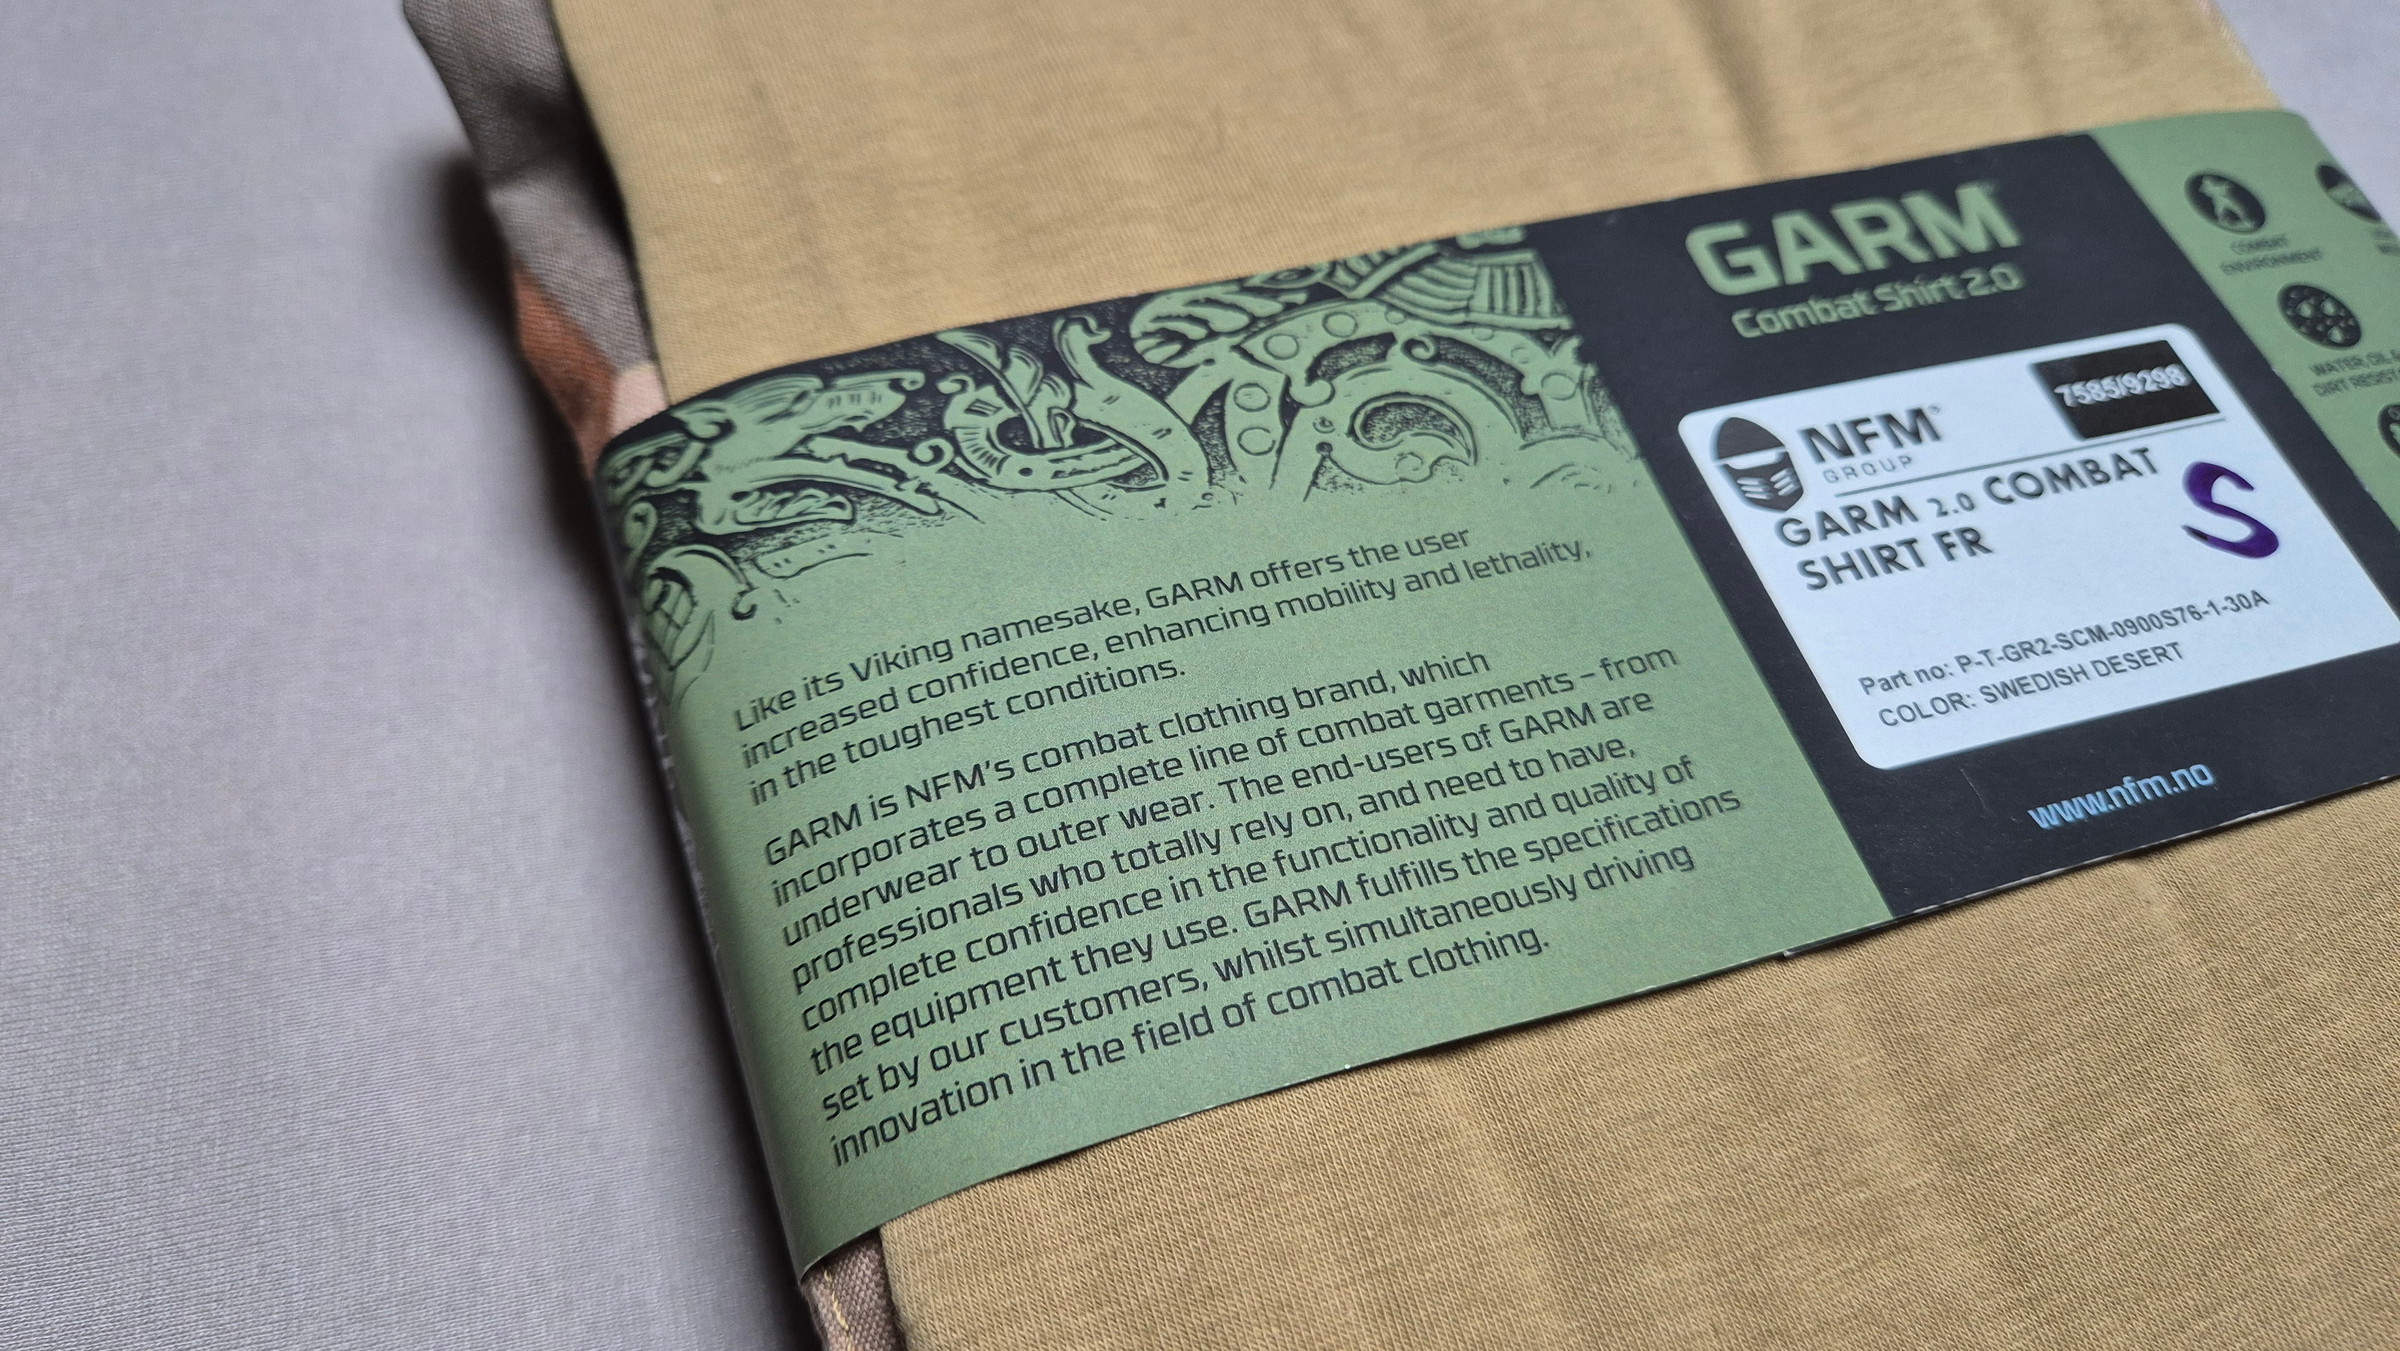 Like its Viking namesake, GARM offers the user
increased confidence, enhancing mobility and lethality,
in the toughest conditions.
GARM is NFM's combat clothing brand, which
incorporates a complete line of combat garments – from
underwear to outer wear. The end-users of GARM are
professionals who totally rely on, and need to have,
complete confidence in the functionality and quality of
the equipment they use. GARM fulfills the specifications
set by our customers, whilst simultaneously driving
innovation in the field of combat clothing.
GARM
Combat Shirt 2.0
NFM®
GROUP
7585/9298
GARM 2.0 COMBAT
SHIRT FR
S
Part no: P-T-GR2-SCM-0900S76-1-30A
COLOR: SWEDISH DESERT
www.nfm.no
COMBAT
ENVIRONMENT
WATER, OIL